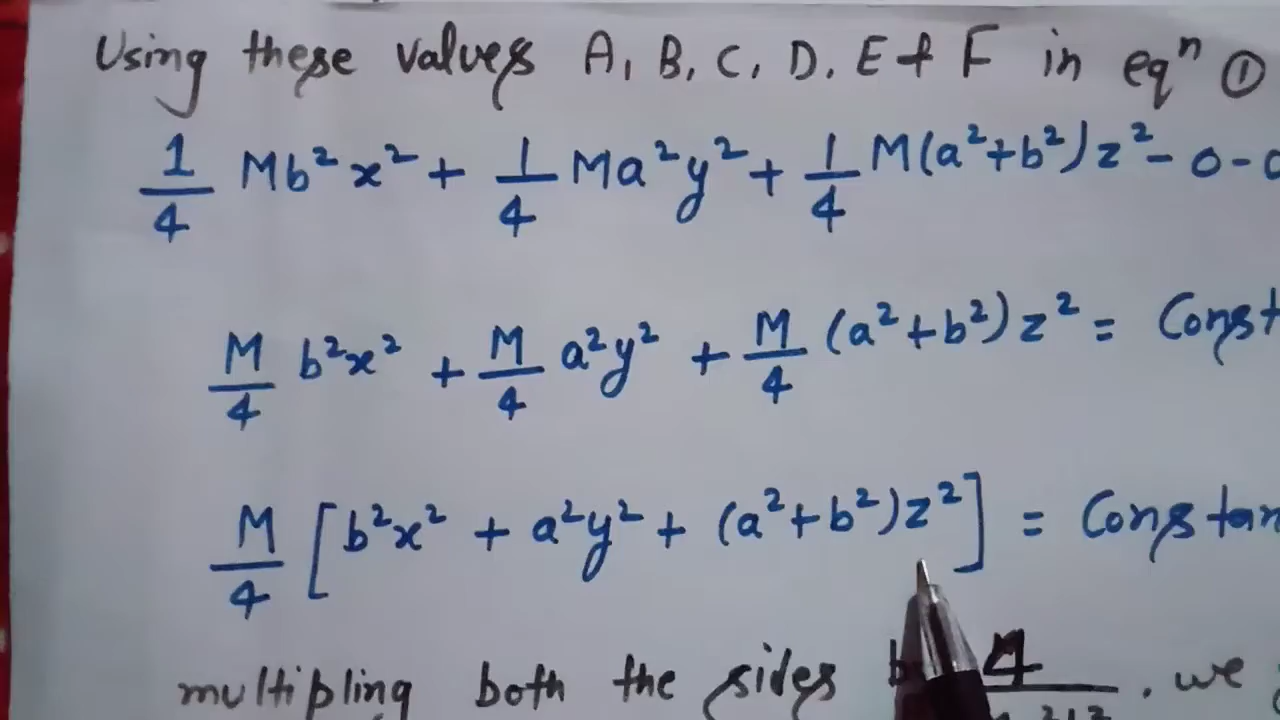 Using these values A, B, C, D, E & F in eqⁿ ①
1/4 Mb²x² + 1/4 Ma²y² + 1/4 M(a²+b²)z² - 0 - 0
M/4 b²x² + M/4 a²y² + M/4 (a²+b²)z² = Const
M/4 [b²x² + a²y² + (a²+b²)z²] = Constan
multipling both the sides 4 , we